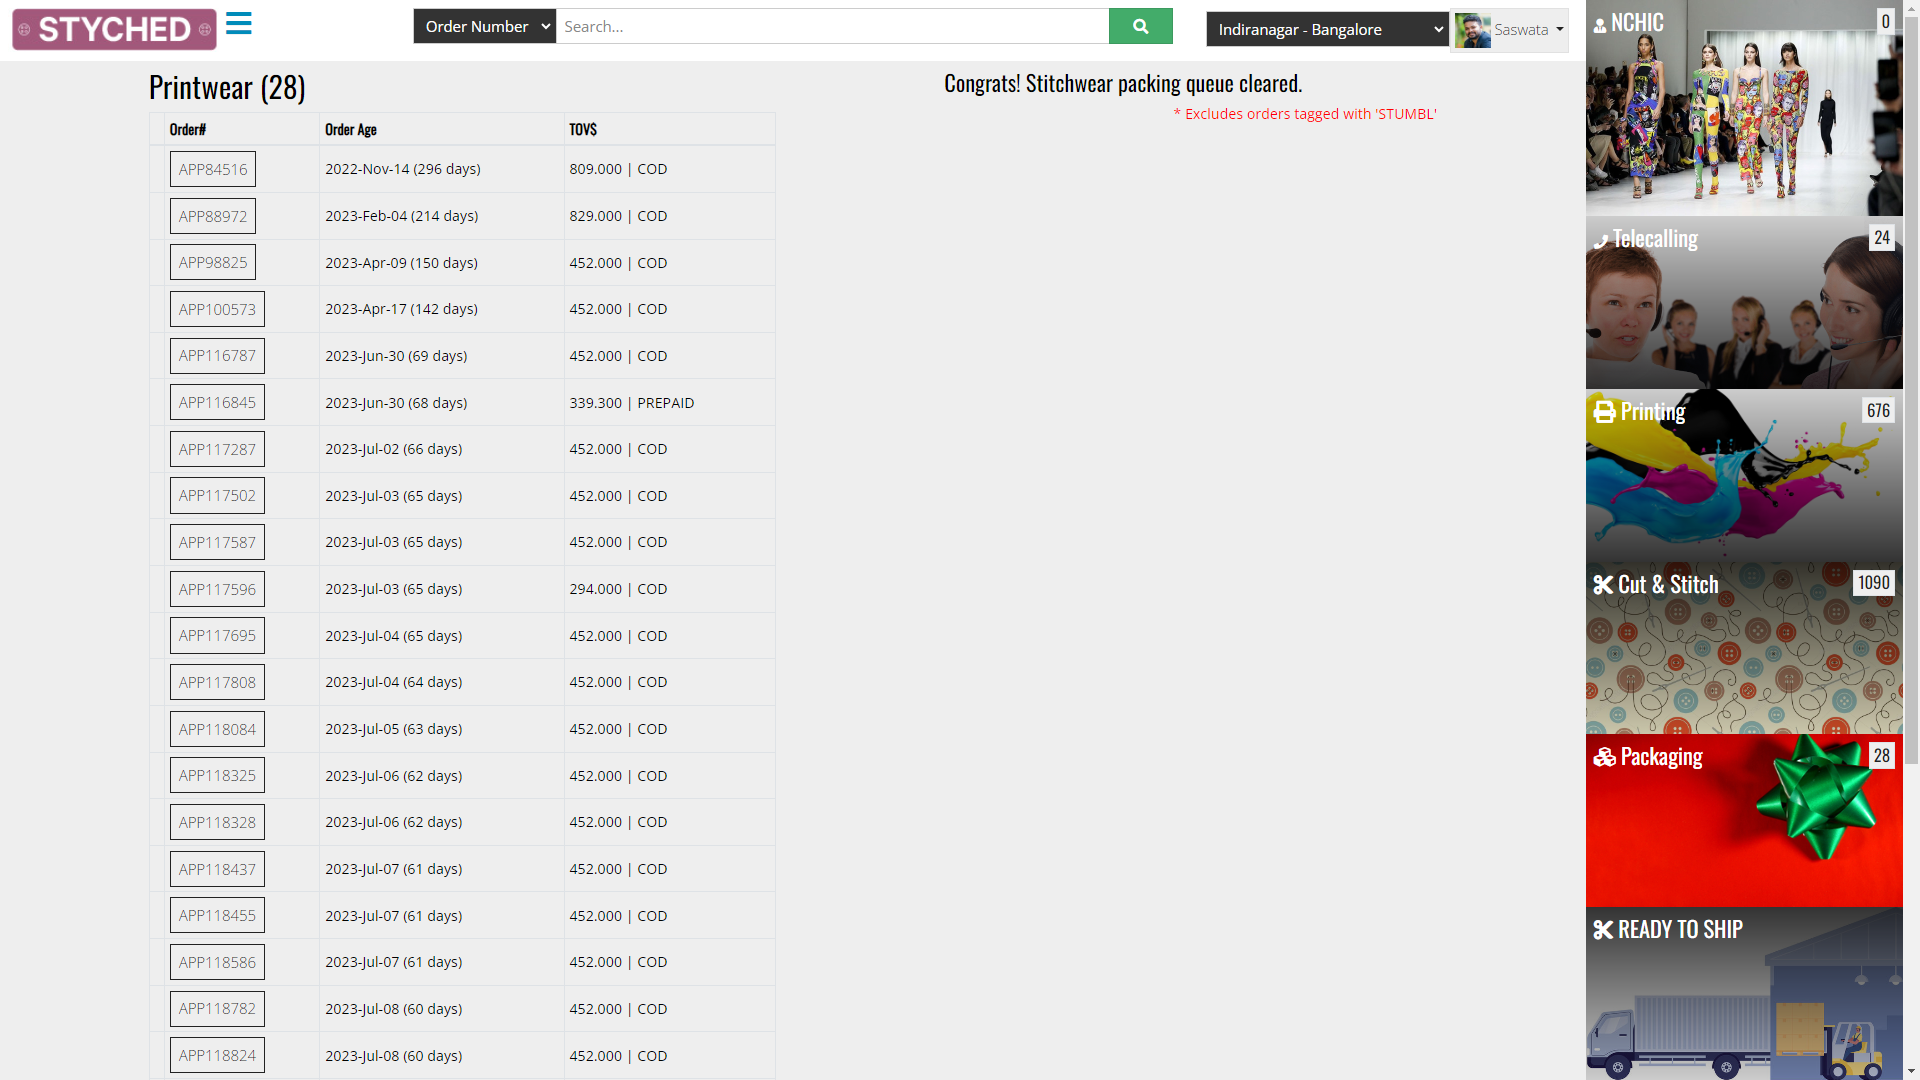 STYCHED
Order Number
Search...
Indiranagar - Bangalore
Saswata
Printwear (28)
Order# Order Age TOV$
APP84516 2022-Nov-14 (296 days) 809.000 | COD
APP88972 2023-Feb-04 (214 days) 829.000 | COD
APP98825 2023-Apr-09 (150 days) 452.000 | COD
APP100573 2023-Apr-17 (142 days) 452.000 | COD
APP116787 2023-Jun-30 (69 days) 452.000 | COD
APP116845 2023-Jun-30 (68 days) 339.300 | PREPAID
APP117287 2023-Jul-02 (66 days) 452.000 | COD
APP117502 2023-Jul-03 (65 days) 452.000 | COD
APP117587 2023-Jul-03 (65 days) 452.000 | COD
APP117596 2023-Jul-03 (65 days) 294.000 | COD
APP117695 2023-Jul-04 (65 days) 452.000 | COD
APP117808 2023-Jul-04 (64 days) 452.000 | COD
APP118084 2023-Jul-05 (63 days) 452.000 | COD
APP118325 2023-Jul-06 (62 days) 452.000 | COD
APP118328 2023-Jul-06 (62 days) 452.000 | COD
APP118437 2023-Jul-07 (61 days) 452.000 | COD
APP118455 2023-Jul-07 (61 days) 452.000 | COD
APP118586 2023-Jul-07 (61 days) 452.000 | COD
APP118782 2023-Jul-08 (60 days) 452.000 | COD
APP118824 2023-Jul-08 (60 days) 452.000 | COD
Congrats! Stitchwear packing queue cleared.
* Excludes orders tagged with 'STUMBL'
NCHIC 0
Telecalling 24
Printing 676
Cut & Stitch 1090
Packaging 28
READY TO SHIP